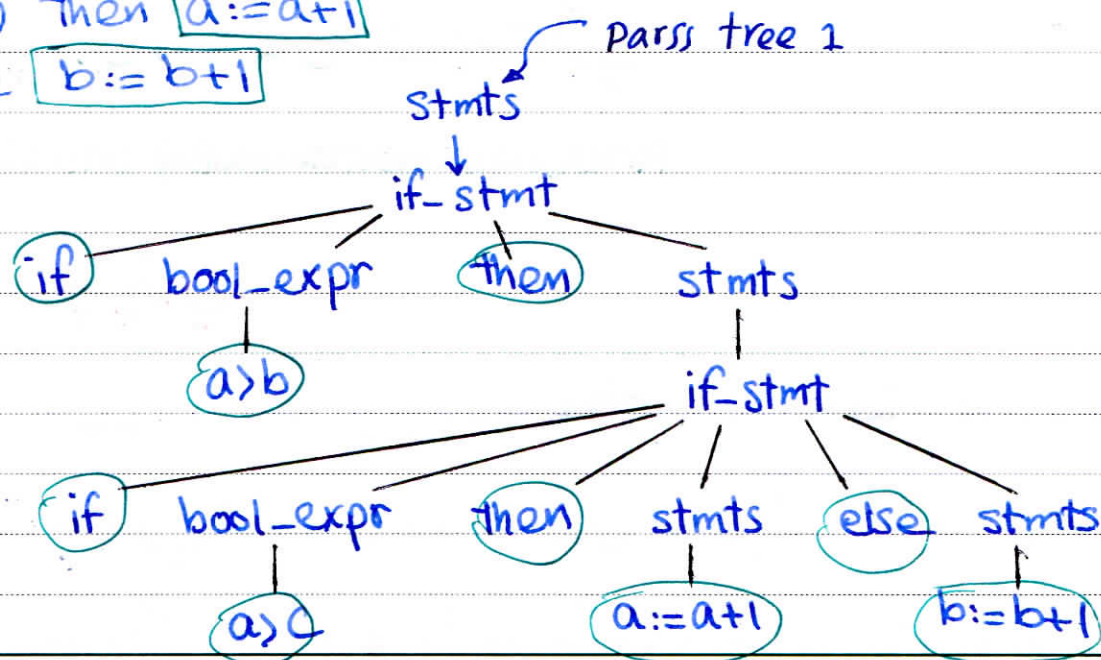 ) Then a:=a+1
b:= b+1
parss tree 1
stmts
if_stmt
if bool_expr then stmts
a>b
if_stmt
if bool_expr then stmts else stmts
a>c a:=a+1 b:=b+1